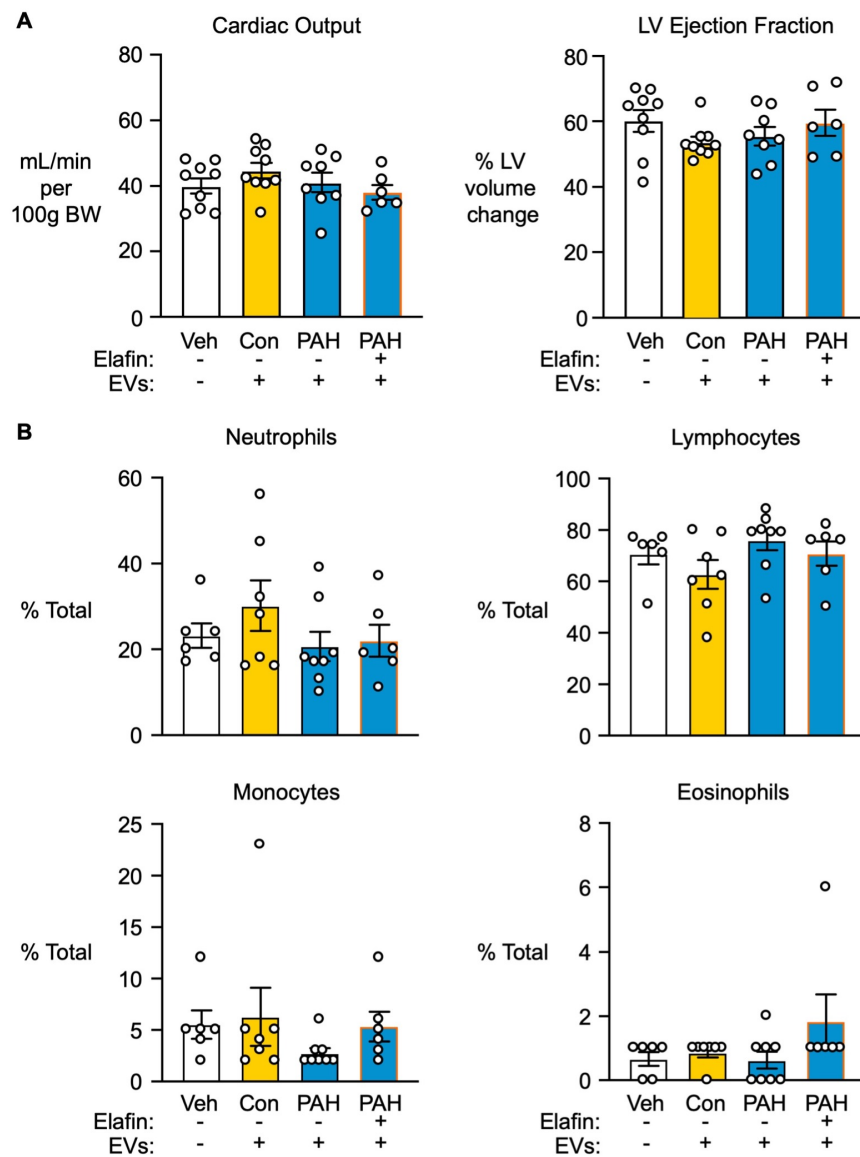 A
Cardiac Output
LV Ejection Fraction
80
60
40
20
0
mL/min
per
100g BW
80
60
40
20
0
% LV
volume
change
Veh Con PAH PAH
Elafin: - - - +
EVs: - + + +
Veh Con PAH PAH
Elafin: - - - +
EVs: - + + +
B
Neutrophils
Lymphocytes
60
40
20
0
% Total
100
80
60
40
20
0
% Total
Monocytes
Eosinophils
25
20
15
10
5
0
% Total
8
6
4
2
0
% Total
Veh Con PAH PAH
Elafin: - - - +
EVs: - + + +
Veh Con PAH PAH
Elafin: - - - +
EVs: - + + +